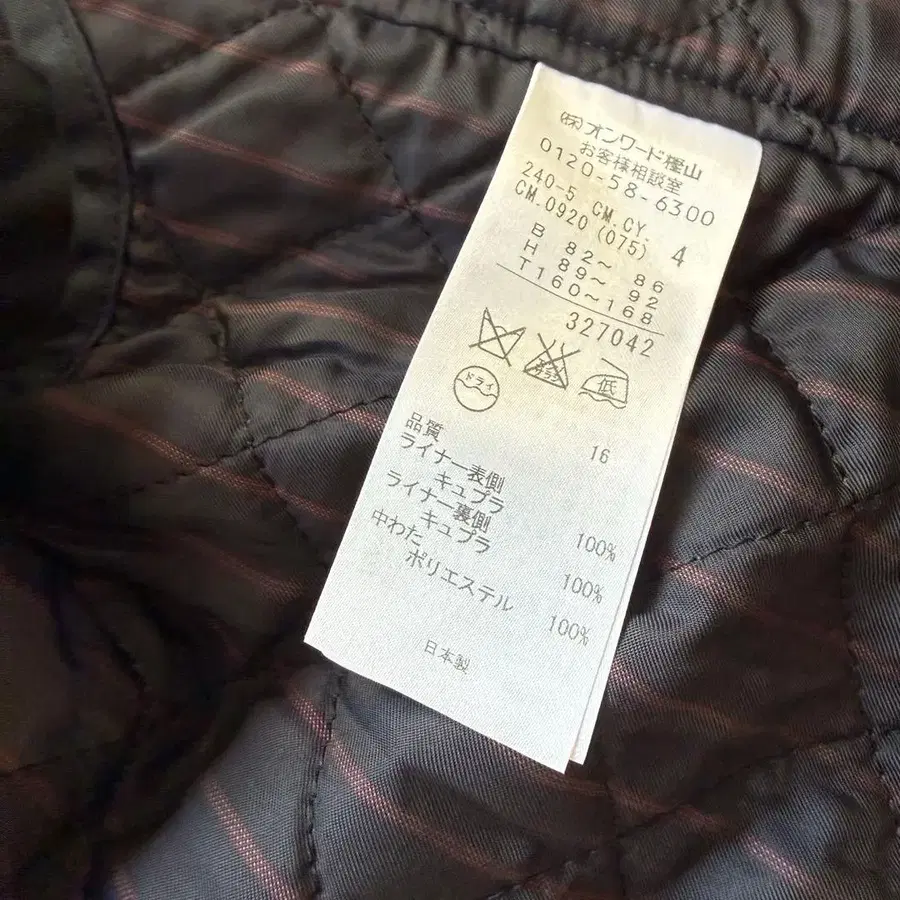 (株)オンワード樫山
お客様相談室
0120-58-6300
240-5 CM.CY.
CM.0920(075) 4
B 82～ 86
H 89～ 92
T160～168
327042
低
ドライ
16
品質
ライナー表側
キュプラ 100%
ライナー裏側
キュプラ 100%
中わた
ポリエステル 100%
日本製